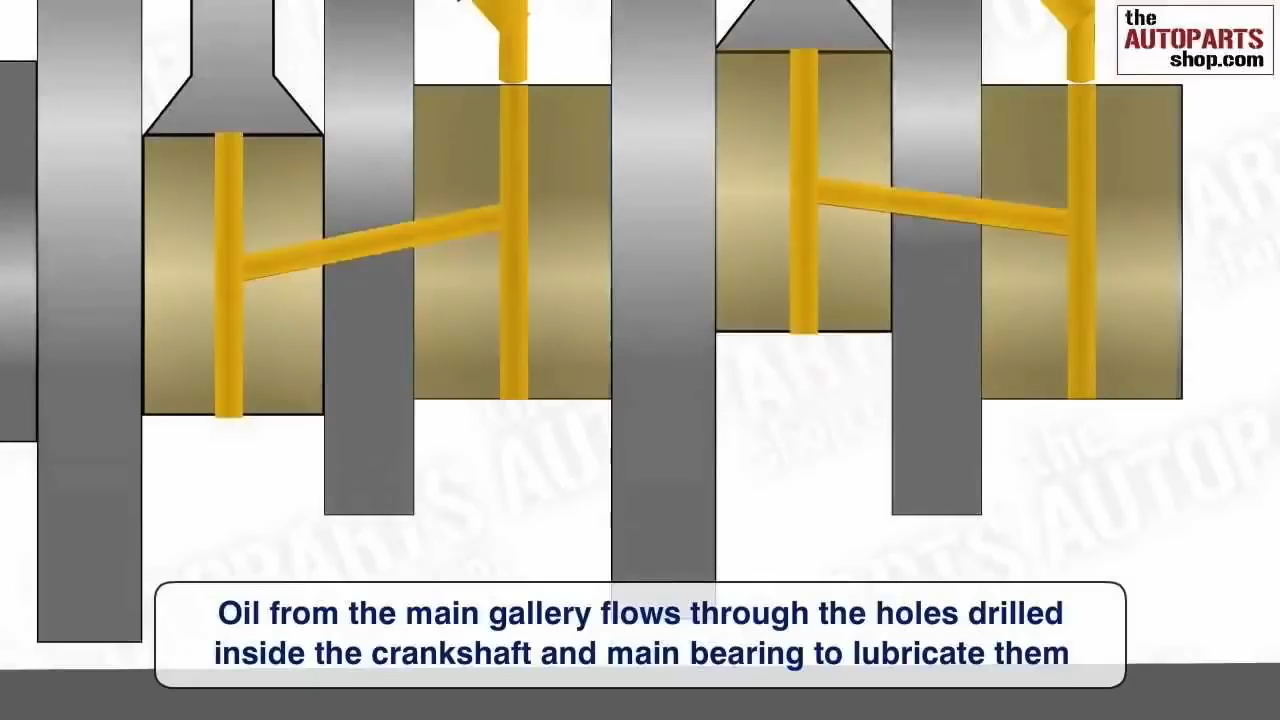 the
AUTOPARTS
shop.com
Oil from the main gallery flows through the holes drilled
inside the crankshaft and main bearing to lubricate them